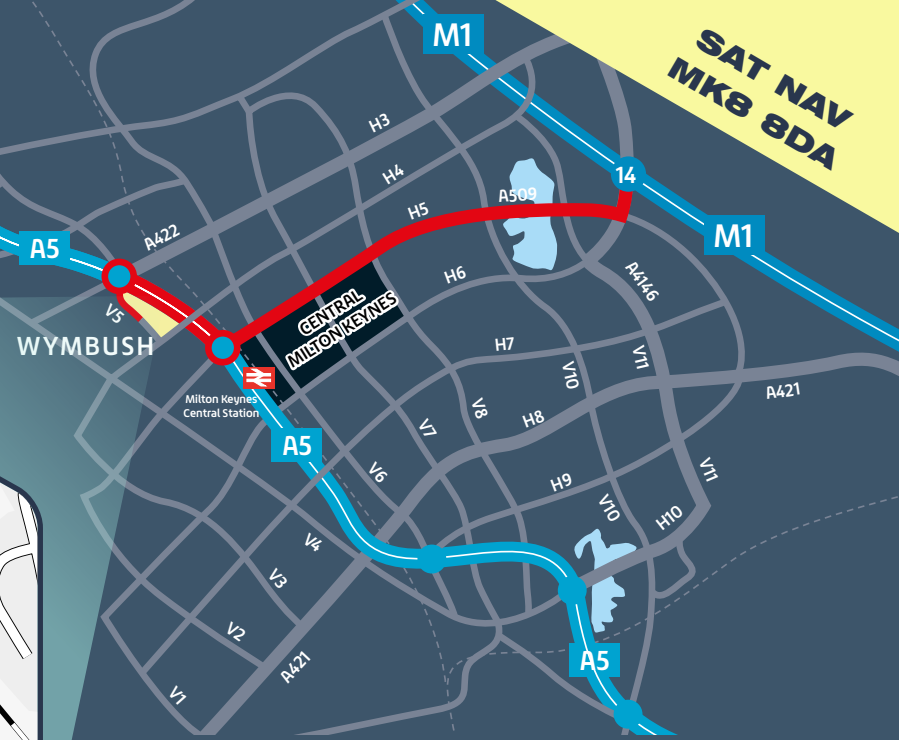 M1
SAT NAV
MK8 8DA
H3
H4
14
A509
H5
A422
M1
A5
H6
A4146
V5
CENTRAL
MILTON KEYNES
WYMBUSH
H7
V11
V10
A421
Milton Keynes
Central Station
V8
H8
V7
A5
V6
V11
H9
V10
H10
V4
V3
V2
A421
A5
V1